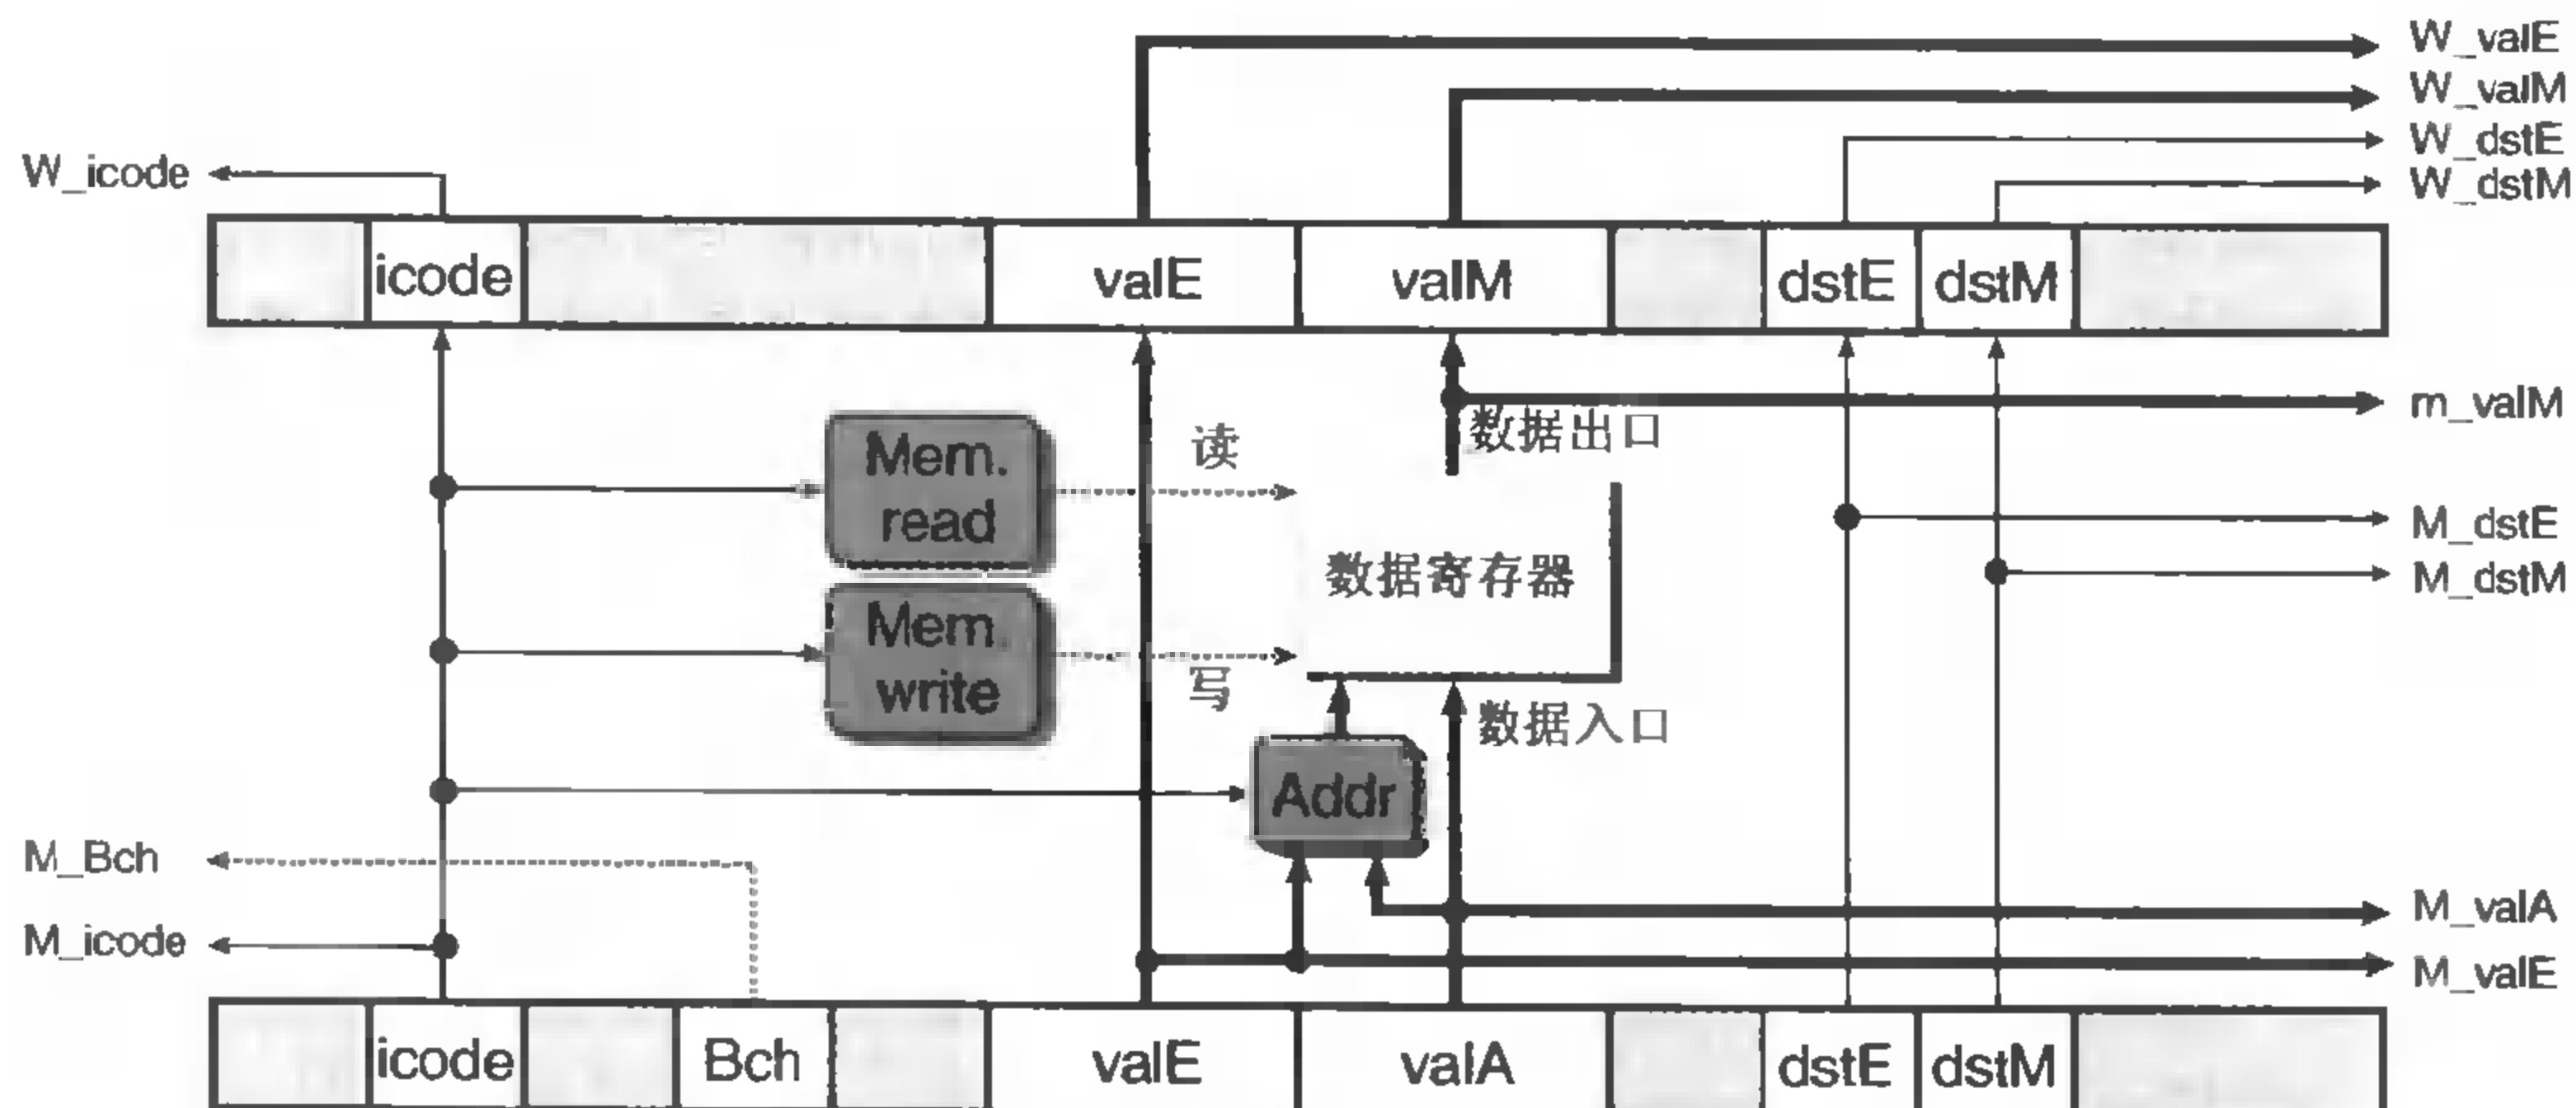 W_valE
W_valM
W_dstE
W_icode
W_dstM
icode
valE
valM
dstE
dstM
m_valM
Mem.
read
读
数据出口
M_dstE
数据寄存器
M_dstM
Mem.
write
写
数据入口
Addr
M_Bch
M_valA
M_icode
M_valE
icode
Bch
valE
valA
dstE
dstM